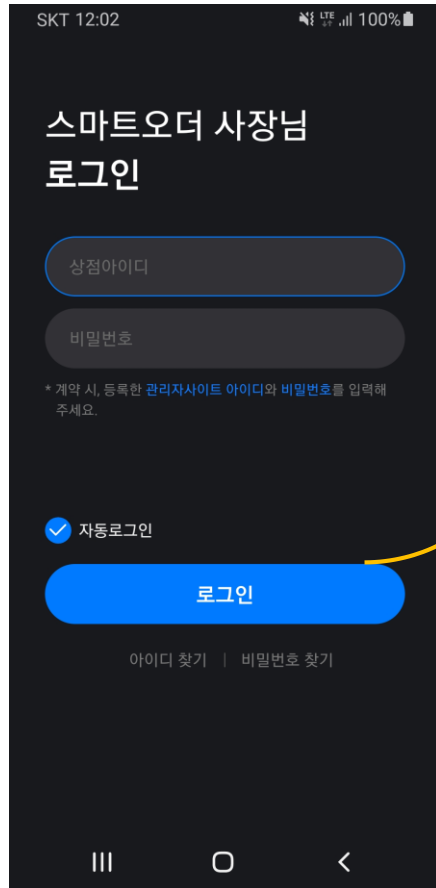 SKT 12:02 LTE 100%
스마트오더 사장님
로그인
상점아이디
비밀번호
* 계약 시, 등록한 관리자사이트 아이디와 비밀번호를 입력해
주세요.
자동로그인
로그인
아이디 찾기 | 비밀번호 찾기